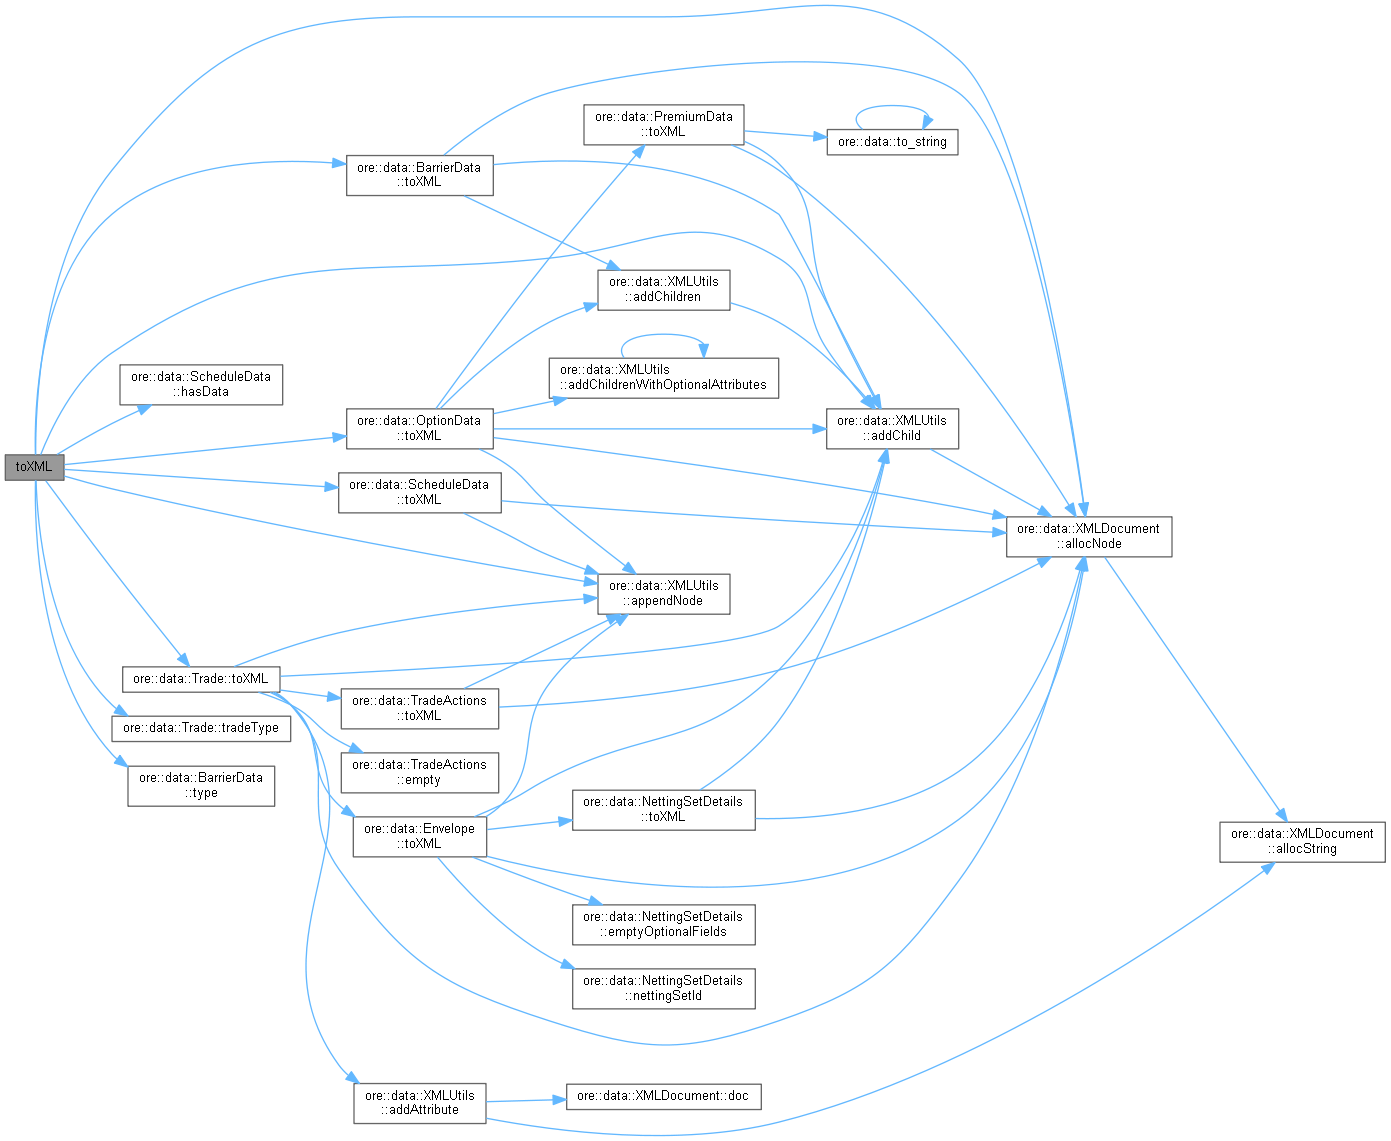 toXML
ore::data::ScheduleData
::hasData
ore::data::Trade::toXML
ore::data::Trade::tradeType
ore::data::BarrierData
::type
ore::data::BarrierData
::toXML
ore::data::OptionData
::toXML
ore::data::ScheduleData
::toXML
ore::data::TradeActions
::toXML
ore::data::TradeActions
::empty
ore::data::Envelope
::toXML
ore::data::XMLUtils
::addAttribute
ore::data::PremiumData
::toXML
ore::data::XMLUtils
::addChildren
ore::data::XMLUtils
::addChildrenWithOptionalAttributes
ore::data::XMLUtils
::appendNode
ore::data::NettingSetDetails
::toXML
ore::data::NettingSetDetails
::emptyOptionalFields
ore::data::NettingSetDetails
::nettingSetId
ore::data::XMLDocument::doc
ore::data::to_string
ore::data::XMLUtils
::addChild
ore::data::XMLDocument
::allocNode
ore::data::XMLDocument
::allocString